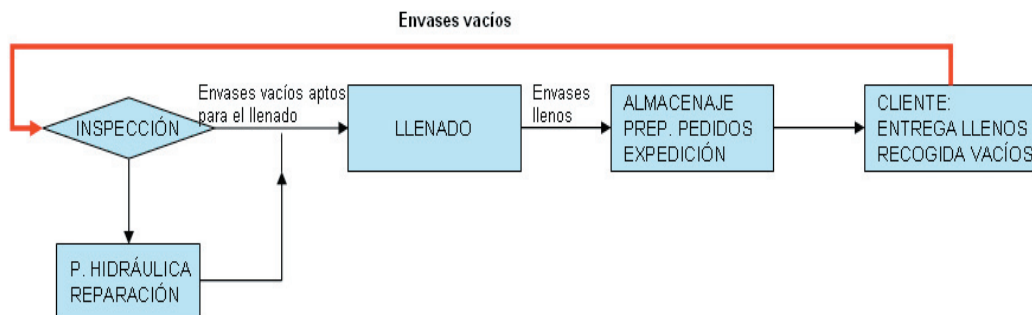 Envases vacíos
INSPECCIÓN
Envases vacíos aptos
para el llenado
LLENADO
Envases
llenos
ALMACENAJE
PREP. PEDIDOS
EXPEDICIÓN
CLIENTE:
ENTREGA LLENOS
RECOGIDA VACÍOS
P. HIDRÁULICA
REPARACIÓN